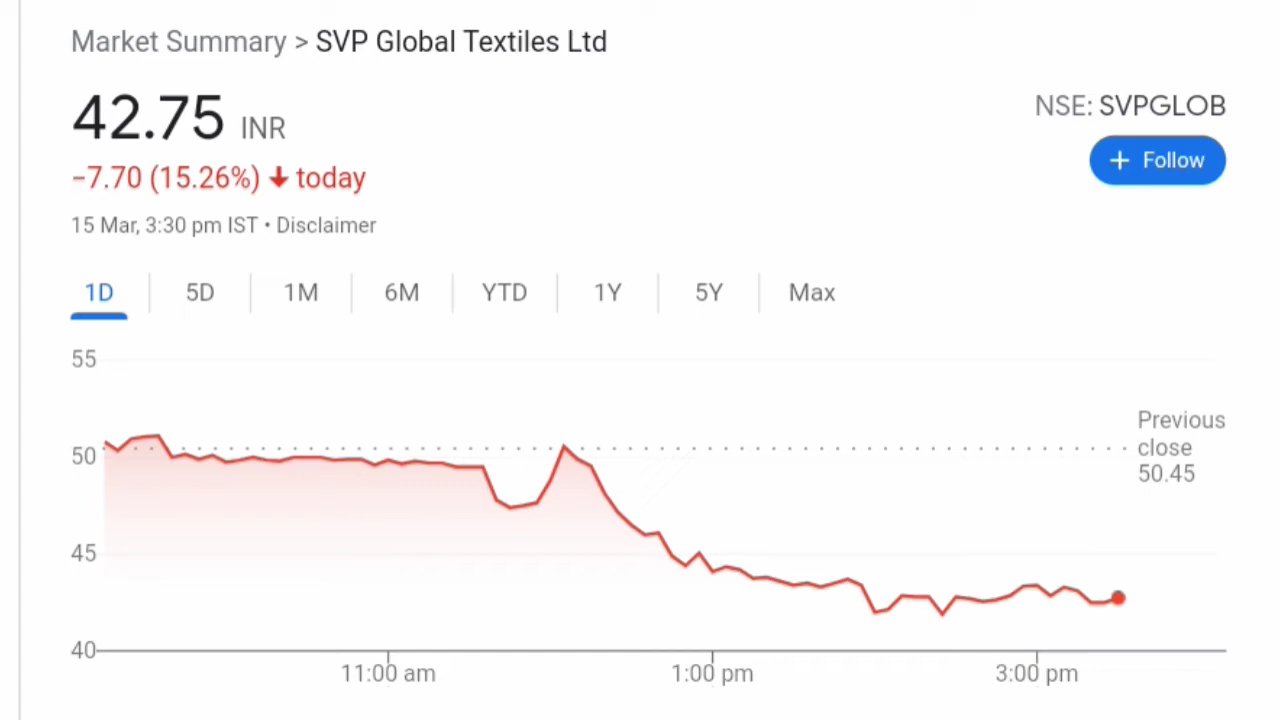 Market Summary > SVP Global Textiles Ltd
42.75 INR
NSE: SVPGLOB
−7.70 (15.26%) ↓ today
+ Follow
15 Mar, 3:30 pm IST • Disclaimer
1D 5D 1M 6M YTD 1Y 5Y Max
55
Previous
close
50.45
50
45
40
11:00 am 1:00 pm 3:00 pm